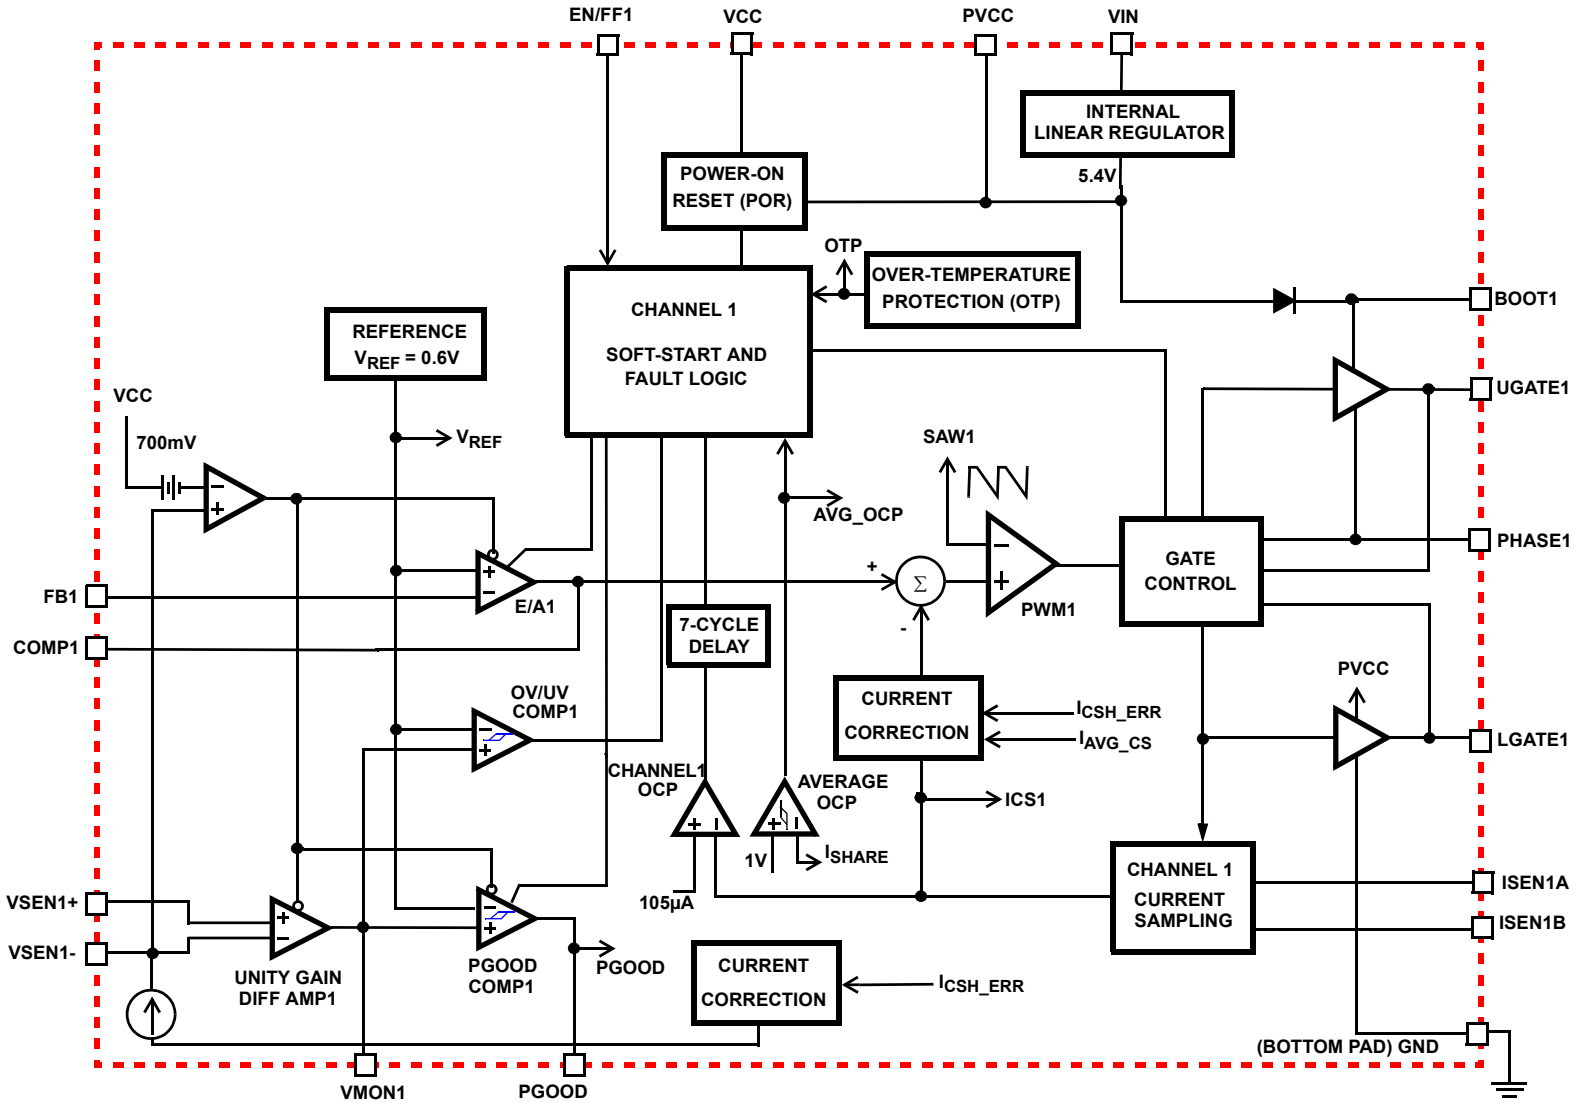 EN/FF1
VCC
PVCC
VIN
INTERNAL
LINEAR REGULATOR
5.4V
POWER-ON
RESET (POR)
OTP
OVER-TEMPERATURE
PROTECTION (OTP)
BOOT1
CHANNEL 1
SOFT-START AND
FAULT LOGIC
REFERENCE
VREF = 0.6V
VCC
700mV
VREF
UGATE1
SAW1
AVG_OCP
PHASE1
GATE
CONTROL
FB1
E/A1
+
Σ
-
PWM1
COMP1
7-CYCLE
DELAY
PVCC
OV/UV
COMP1
CURRENT
CORRECTION
ICSH_ERR
IAVG_CS
LGATE1
CHANNEL1
OCP
AVERAGE
OCP
ICS1
1V
ISHARE
105µA
CHANNEL 1
CURRENT
SAMPLING
ISEN1A
ISEN1B
VSEN1+
VSEN1-
UNITY GAIN
DIFF AMP1
PGOOD
COMP1
PGOOD
CURRENT
CORRECTION
ICSH_ERR
(BOTTOM PAD) GND
VMON1
PGOOD